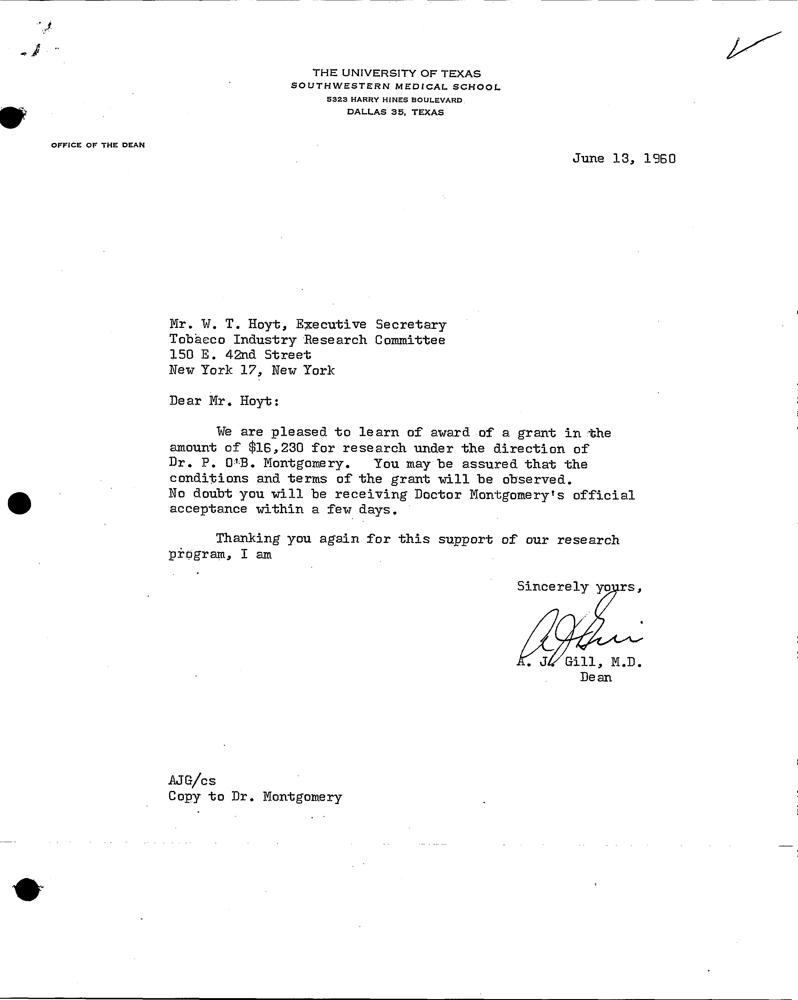 THE UNIVERSITY OF TEXAS
SOUTHWESTERN MEDICAL SCHOOL
5323 HARRY HINES BOULEVARD
DALLAS 35, TEXAS
OFFICE OF THE DEAN
June 13, 1960
Mr. W. T. Hoyt, Executive Secretary
Tobacco Industry Research Committee
150 E. 42nd Street
New York 17, New York
Dear Mr. Hoyt:
We are pleased to learn of award of a grant in the
amount of $16,230 for research under the direction of
Dr. P. O'B. Montgomery. You may be assured that the
conditions and terms of the grant will be observed.
No doubt you will be receiving Doctor Montgomery's official
acceptance within a few days.
Thanking you again for this support of our research
program, I am
Sincerely yours,
AJGill
A. J. Gill, M.D.
Dean
AJG/cs
Copy to Dr. Montgomery